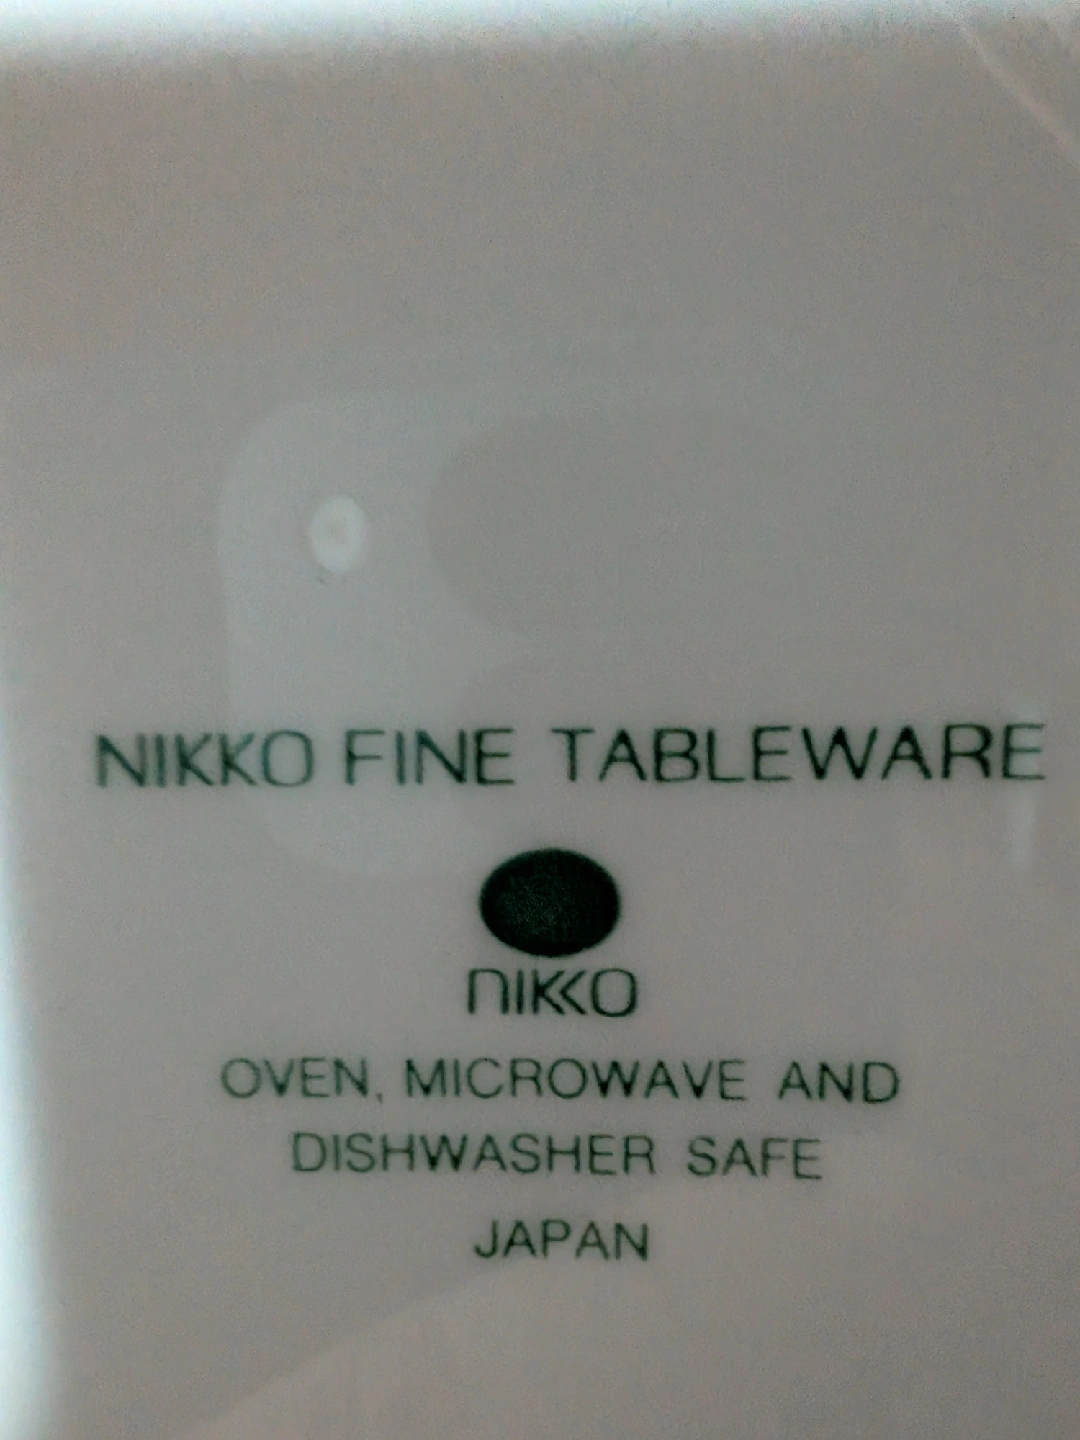 NIKKO FINE TABLEWARE
nikko
OVEN, MICROWAVE AND
DISHWASHER SAFE
JAPAN